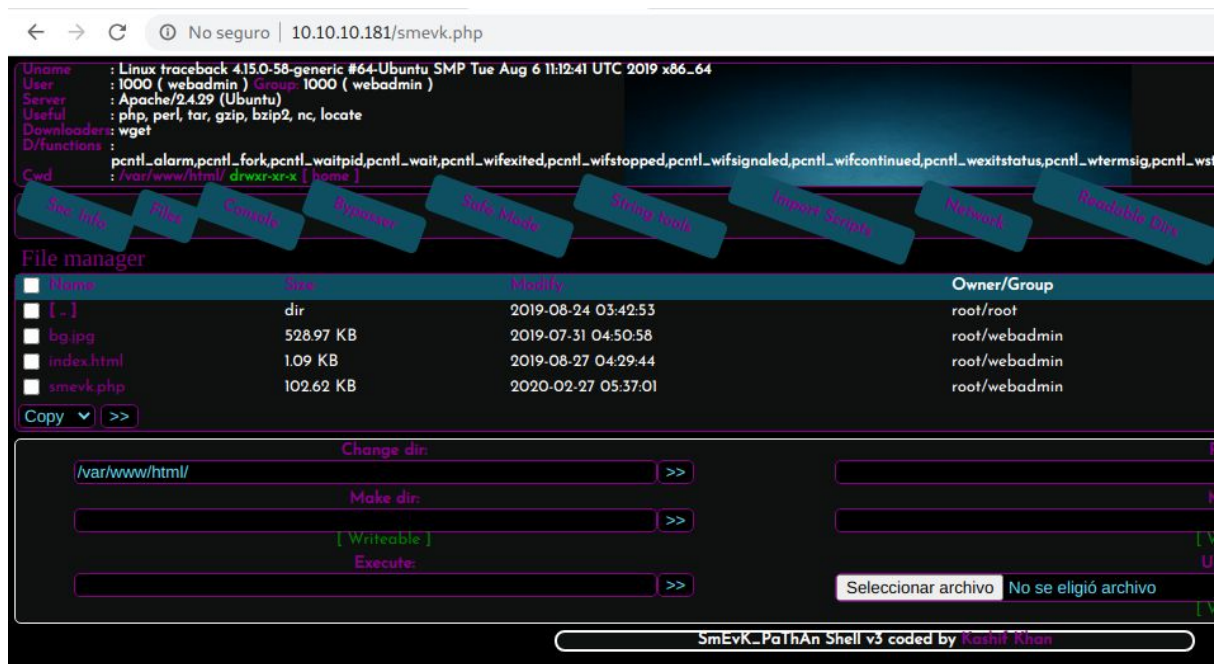 No seguro | 10.10.10.181/smevk.php
Uname : Linux traceback 4.15.0-58-generic #64-Ubuntu SMP Tue Aug 6 11:12:41 UTC 2019 x86_64
User : 1000 ( webadmin ) Group: 1000 ( webadmin )
Server : Apache/2.4.29 (Ubuntu)
Useful : php, perl, tar, gzip, bzip2, nc, locate
Downloaders: wget
D/functions :
pcntl_alarm,pcntl_fork,pcntl_waitpid,pcntl_wait,pcntl_wifexited,pcntl_wifstopped,pcntl_wifsignaled,pcntl_wifcontinued,pcntl_wexitstatus,pcntl_wtermsig,pcntl_wst
Cwd : /var/www/html/ drwxr-xr-x [ home ]
Sec. Info Files Console Bypasser Safe Mode String tools Import Scripts Network Readable Dirs
File manager
Name Size Modify Owner/Group
[ .. ] dir 2019-08-24 03:42:53 root/root
bg.jpg 528.97 KB 2019-07-31 04:50:58 root/webadmin
index.html 1.09 KB 2019-08-27 04:29:44 root/webadmin
smevk.php 102.62 KB 2020-02-27 05:37:01 root/webadmin
Copy >>
Change dir:
/var/www/html/ >>
Make dir:
>>
[ Writeable ]
Execute:
>>
Seleccionar archivo No se eligió archivo
SmEvK_PaThAn Shell v3 coded by Kashif Khan